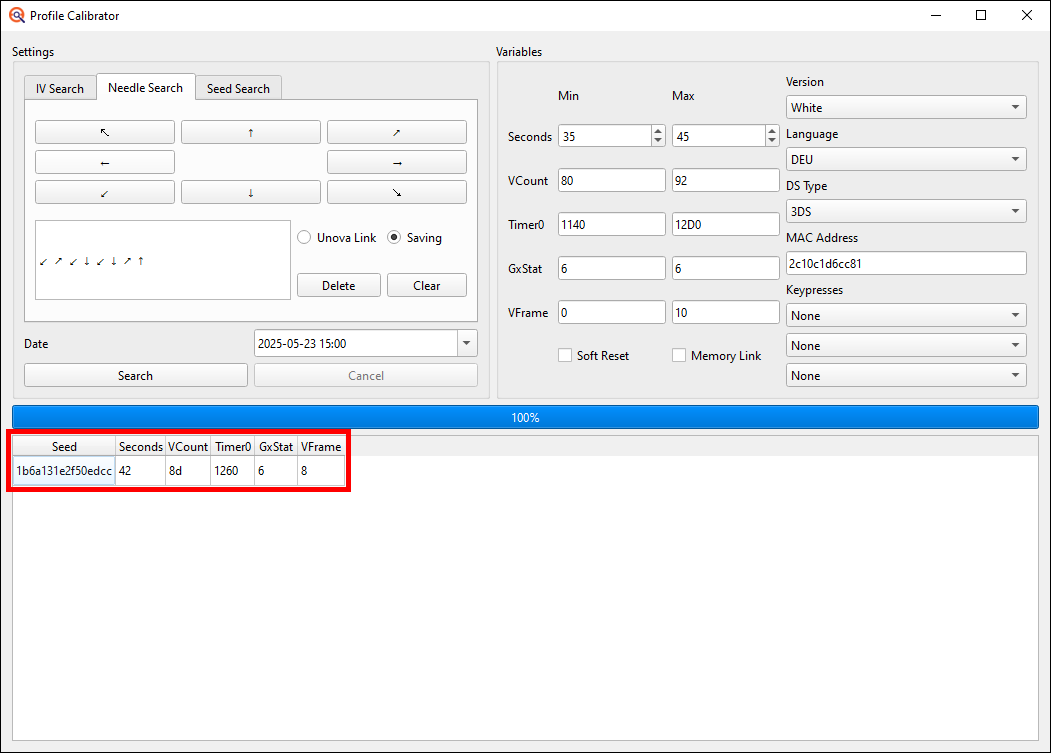 Profile Calibrator
Settings
IV Search Needle Search Seed Search
↖ ↑ ↗
← →
↙ ↓ ↘
↙ ↗ ↙ ↓ ↙ ↓ ↗ ↑
Unova Link Saving
Delete Clear
Date 2025-05-23 15:00
Search Cancel
Variables
Min Max
Seconds 35 45
VCount 80 92
Timer0 1140 12D0
GxStat 6 6
VFrame 0 10
Soft Reset Memory Link
Version
White
Language
DEU
DS Type
3DS
MAC Address
2c10c1d6cc81
Keypresses
None
None
None
100%
Seed Seconds VCount Timer0 GxStat VFrame
1b6a131e2f50edcc 42 8d 1260 6 8